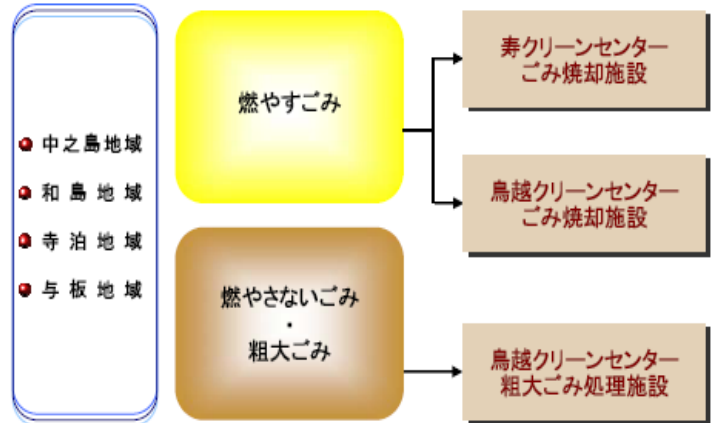 中之島地域
和島地域
寺泊地域
与板地域
燃やすごみ
燃やさないごみ
・
粗大ごみ
寿クリーンセンター
ごみ焼却施設
鳥越クリーンセンター
ごみ焼却施設
鳥越クリーンセンター
粗大ごみ処理施設